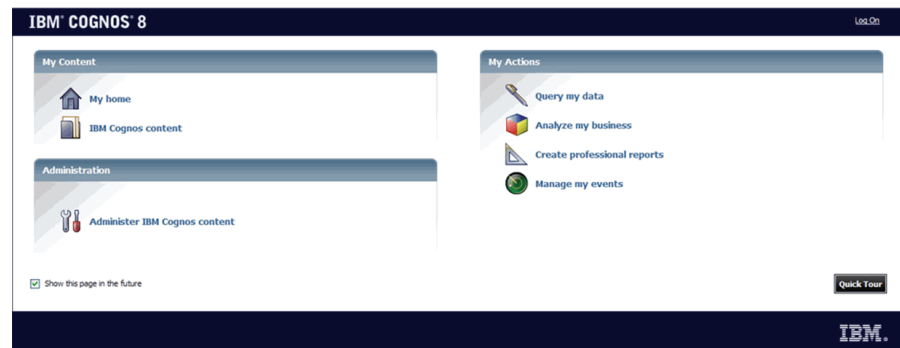 IBM® COGNOS® 8
Log On
My Content
My home
IBM Cognos content
Administration
Administer IBM Cognos content
My Actions
Query my data
Analyze my business
Create professional reports
Manage my events
Show this page in the future
Quick Tour
IBM®